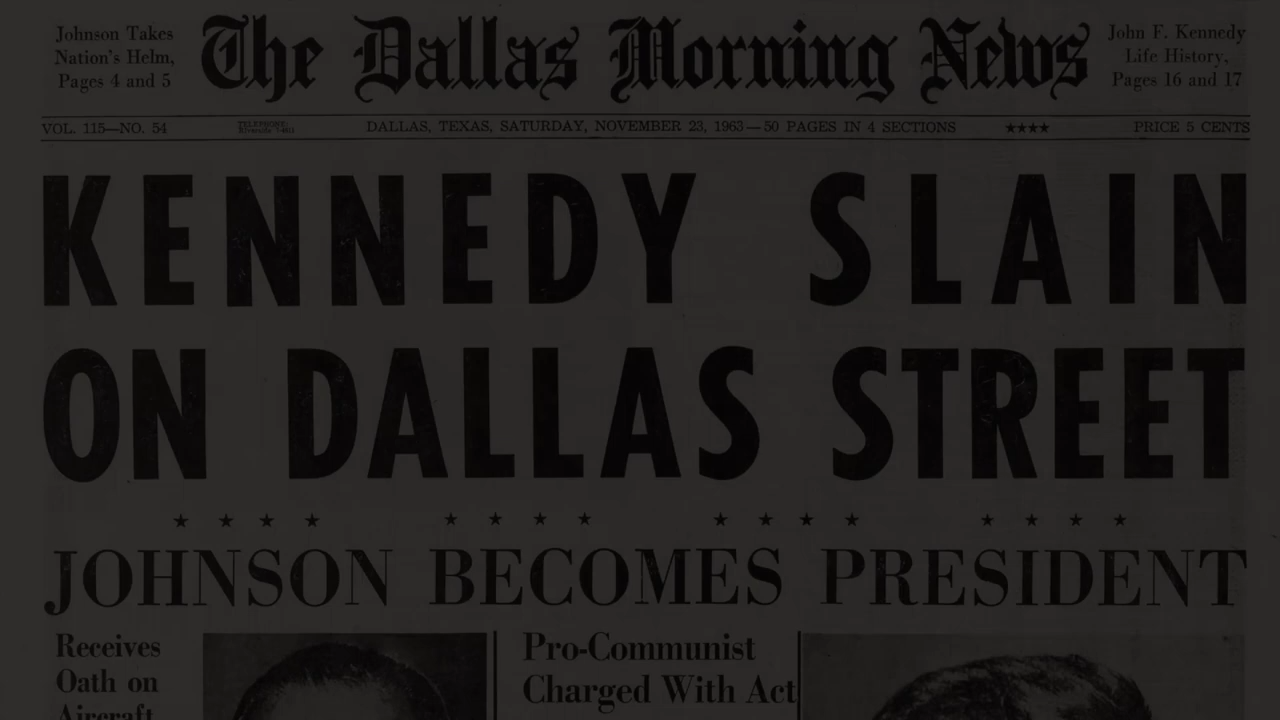 Johnson Takes
Nation's Helm,
Pages 4 and 5
The Dallas Morning News
John F. Kennedy
Life History,
Pages 16 and 17
VOL. 115—NO. 54
TELEPHONE:
DALLAS, TEXAS, SATURDAY, NOVEMBER 23, 1963—50 PAGES IN 4 SECTIONS
★★★★
PRICE 5 CENTS
KENNEDY SLAIN
ON DALLAS STREET
★ ★ ★ ★ ★ ★ ★ ★ ★ ★ ★ ★ ★ ★ ★ ★
JOHNSON BECOMES PRESIDENT
Receives
Oath on
Aircraft
Pro-Communist
Charged With Act